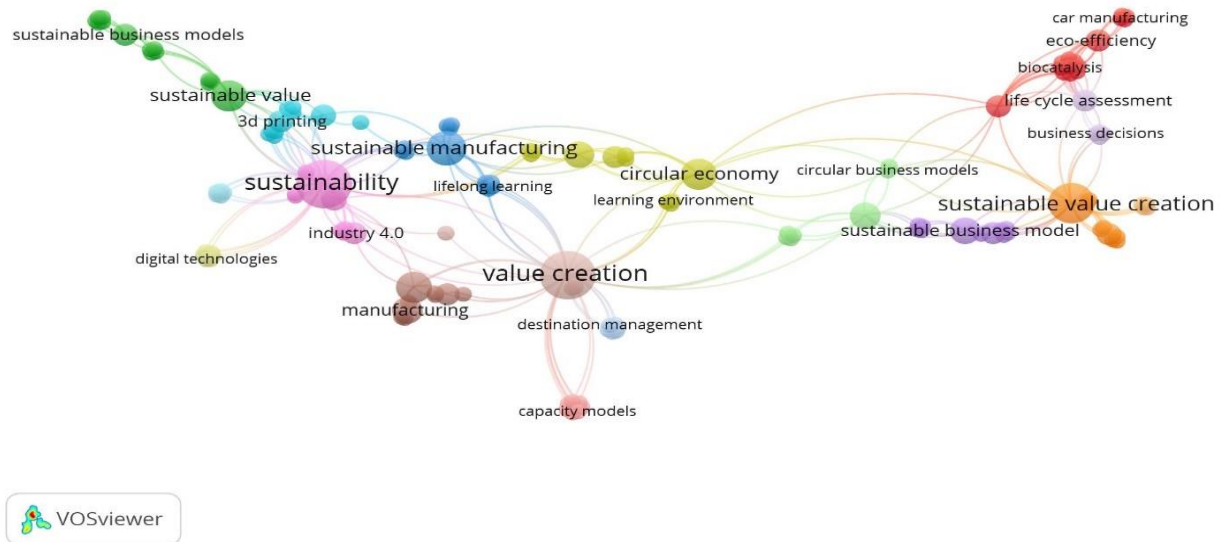 car manufacturing
sustainable business models
eco-efficiency
biocatalysis
sustainable value
life cycle assessment
3d printing
business decisions
sustainable manufacturing
circular business models
circular economy
sustainability
lifelong learning
learning environment
sustainable value creation
industry 4.0
sustainable business model
digital technologies
value creation
manufacturing
destination management
capacity models
VOSviewer